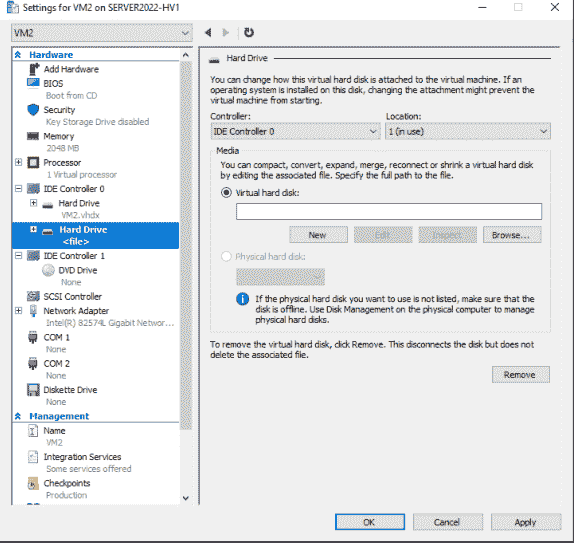 Settings for VM2 on SERVER2022-HV1
VM2
Hardware
Add Hardware
BIOS
Boot from CD
Security
Key Storage Drive disabled
Memory
2048 MB
Processor
1 Virtual processor
IDE Controller 0
Hard Drive
VM2.vhdx
Hard Drive
<file>
IDE Controller 1
DVD Drive
None
SCSI Controller
Network Adapter
Intel(R) 82574L Gigabit Networ...
COM 1
None
COM 2
None
Diskette Drive
None
Management
Name
VM2
Integration Services
Some services offered
Checkpoints
Production
Hard Drive
You can change how this virtual hard disk is attached to the virtual machine. If an
operating system is installed on this disk, changing the attachment might prevent the
virtual machine from starting.
Controller: Location:
IDE Controller 0 1 (in use)
Media
You can compact, convert, expand, merge, reconnect or shrink a virtual hard disk
by editing the associated file. Specify the full path to the file.
Virtual hard disk:
New Edit Inspect Browse...
Physical hard disk:
If the physical hard disk you want to use is not listed, make sure that the
disk is offline. Use Disk Management on the physical computer to manage
physical hard disks.
To remove the virtual hard disk, click Remove. This disconnects the disk but does not
delete the associated file.
Remove
OK Cancel Apply